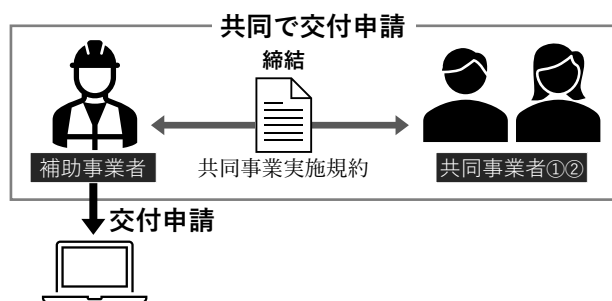 共同で交付申請
締結
補助事業者
共同事業実施規約
共同事業者①②
交付申請